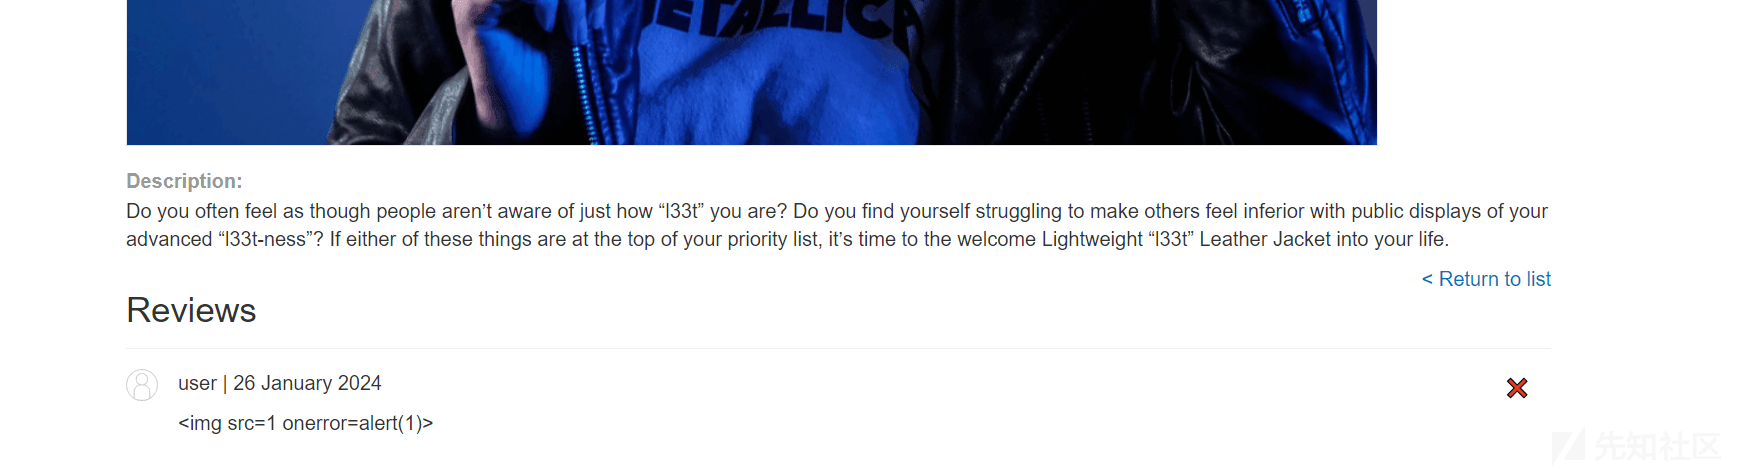 METALLICA
Description:
Do you often feel as though people aren’t aware of just how “l33t” you are? Do you find yourself struggling to make others feel inferior with public displays of your
advanced “l33t-ness”? If either of these things are at the top of your priority list, it’s time to the welcome Lightweight “l33t” Leather Jacket into your life.
< Return to list
Reviews
user | 26 January 2024
<img src=1 onerror=alert(1)>
先知社区